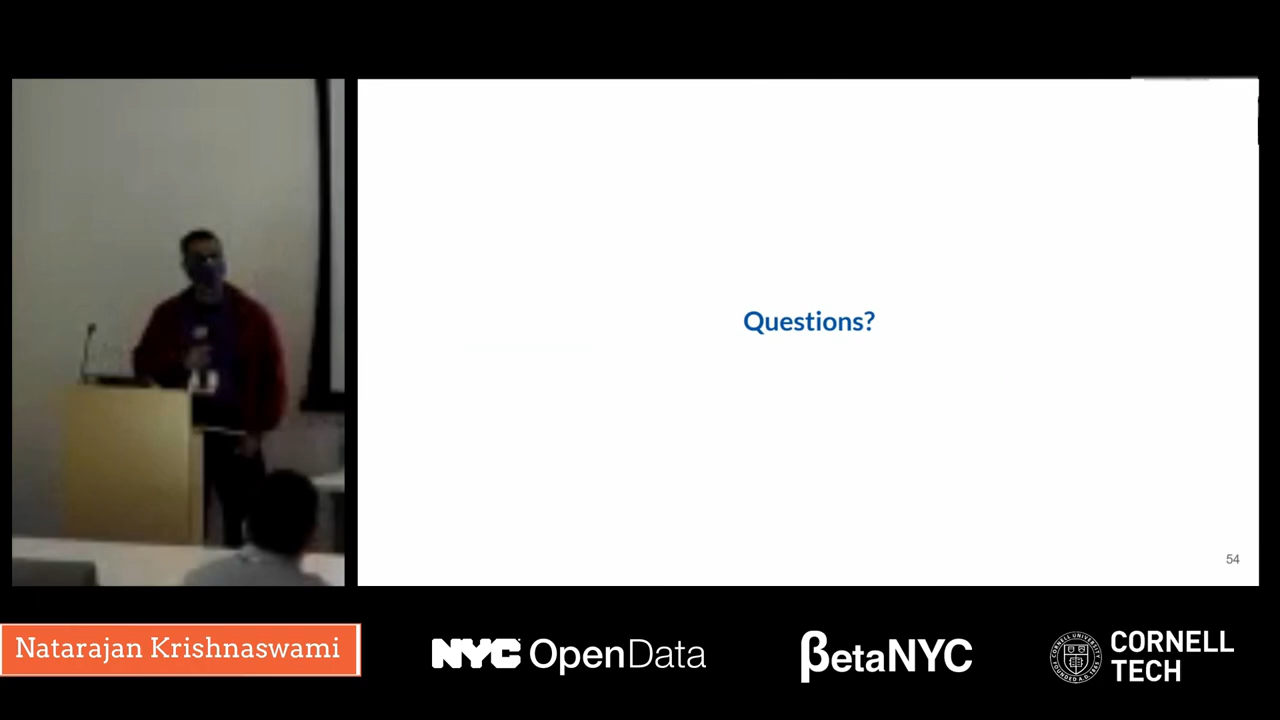 Questions?
54
Natarajan Krishnaswami
NYC OpenData
βetaNYC
CORNELL
TECH